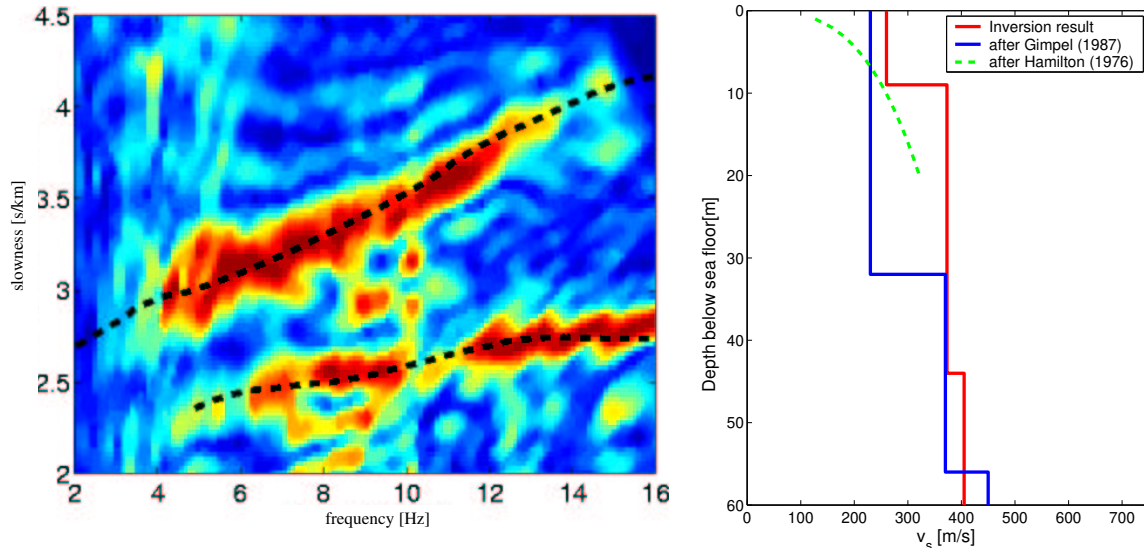 4.5
4
3.5
3
2.5
2
slowness [s/km]
2 4 6 8 10 12 14 16
frequency [Hz]
0
10
20
30
40
50
60
Depth below sea floor[m]
Inversion result
after Gimpel (1987)
after Hamilton (1976)
0 100 200 300 400 500 600 700
v_s [m/s]